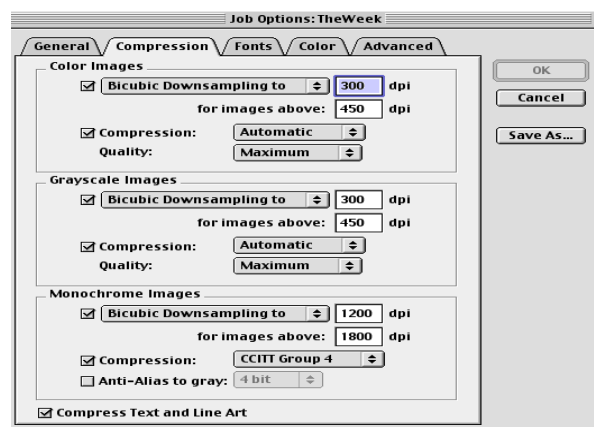 Job Options: TheWeek
General Compression Fonts Color Advanced
Color Images
Bicubic Downsampling to 300 dpi
for images above: 450 dpi
Compression: Automatic
Quality: Maximum
Grayscale Images
Bicubic Downsampling to 300 dpi
for images above: 450 dpi
Compression: Automatic
Quality: Maximum
Monochrome Images
Bicubic Downsampling to 1200 dpi
for images above: 1800 dpi
Compression: CCITT Group 4
Anti-Alias to gray: 4 bit
Compress Text and Line Art
OK
Cancel
Save As...